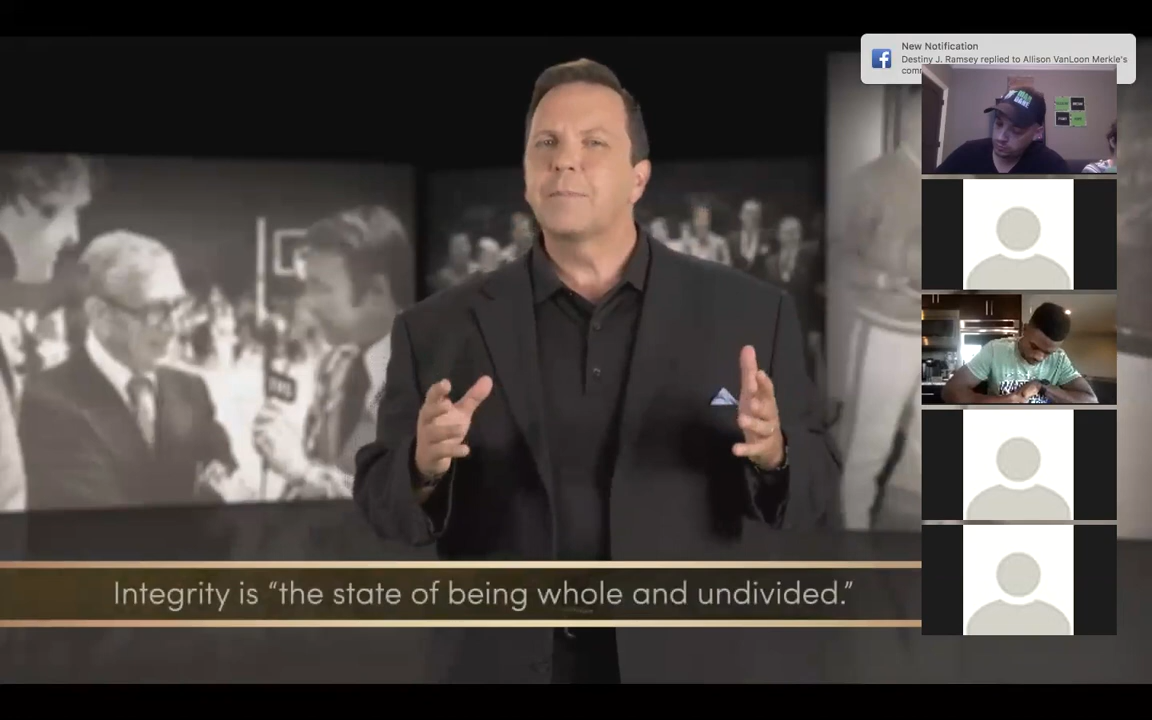 New Notification
Destiny J. Ramsey replied to Allison VanLoon Merkle's
Integrity is “the state of being whole and undivided.”